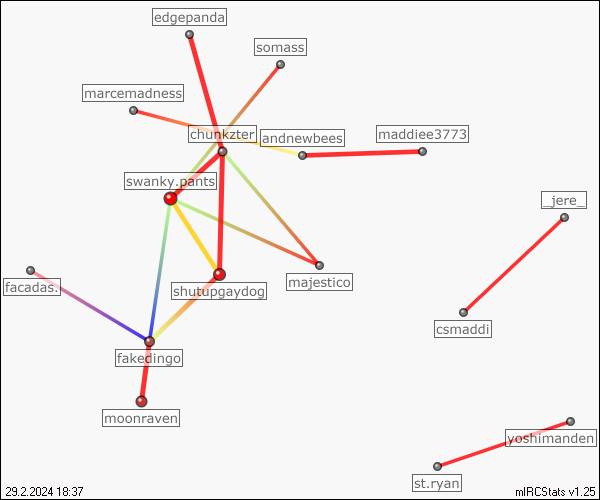 edgepanda
somass
marcemadness
chunkzter
andnewbees
maddiee3773
swanky.pants
_jere_
facadas.
shutupgaydog
majestico
csmaddi
fakedingo
moonraven
yoshimanden
st.ryan
29.2.2024 18:37
mIRCStats v1.25